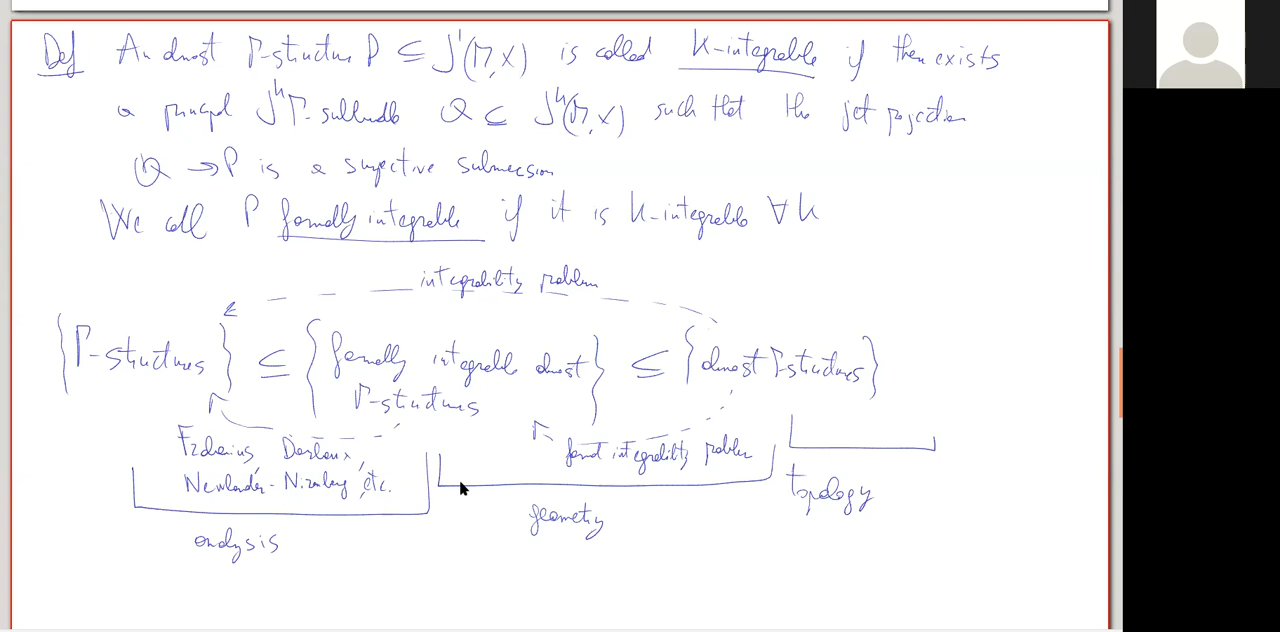 Def An almost Γ-structure P ⊆ J¹(M,X) is called k-integrable if there exists
a principal JᵏΓ-subbundle Q ⊆ Jᵏ(M,X) such that the jet projection
Q → P is a surjective submersion
We call P formally integrable if it is k-integrable ∀k
integrability problem
{Γ-structures} ⊆ {formally integrable almost Γ-structures} ⊆ {almost Γ-structures}
Frobenius, Darboux, formal integrability problem
Newlander-Nirenberg, etc. topology
geometry
analysis